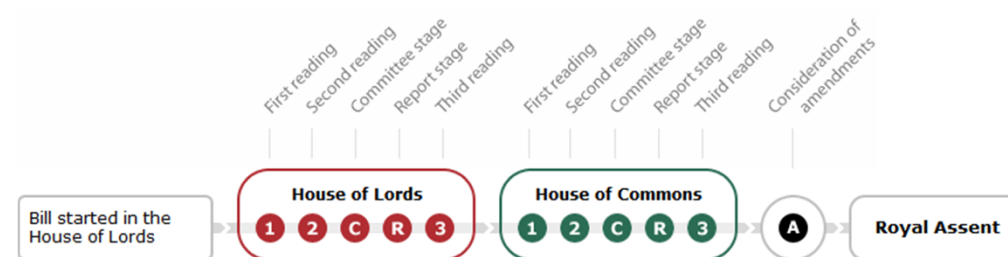 First reading
Second reading
Committee stage
Report stage
Third reading
First reading
Second reading
Committee stage
Report stage
Third reading
Consideration of
amendments
Bill started in the
House of Lords
House of Lords
1 2 C R 3
House of Commons
1 2 C R 3
A
Royal Assent